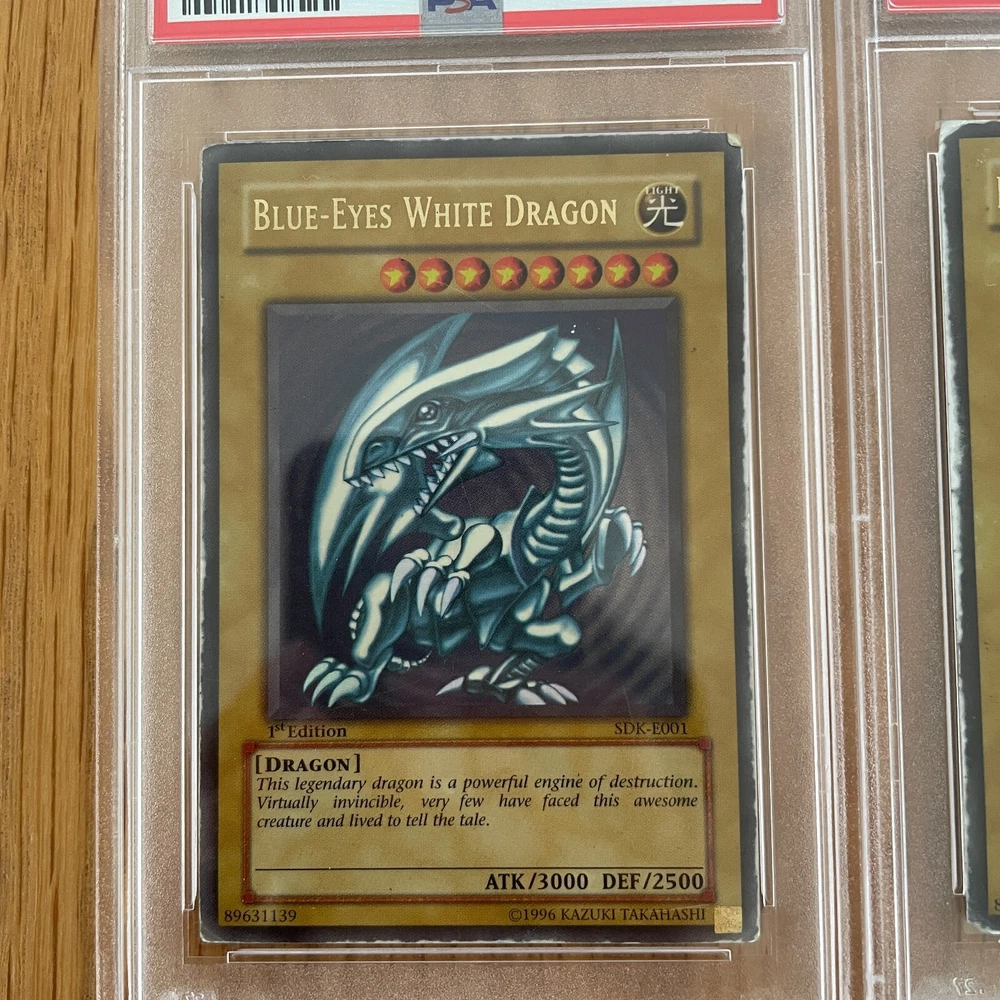 PSA
BLUE-EYES WHITE DRAGON
LIGHT
光
1st Edition
SDK-E001
[DRAGON]
This legendary dragon is a powerful engine of destruction.
Virtually invincible, very few have faced this awesome
creature and lived to tell the tale.
ATK/3000 DEF/2500
89631139
©1996 KAZUKI TAKAHASHI